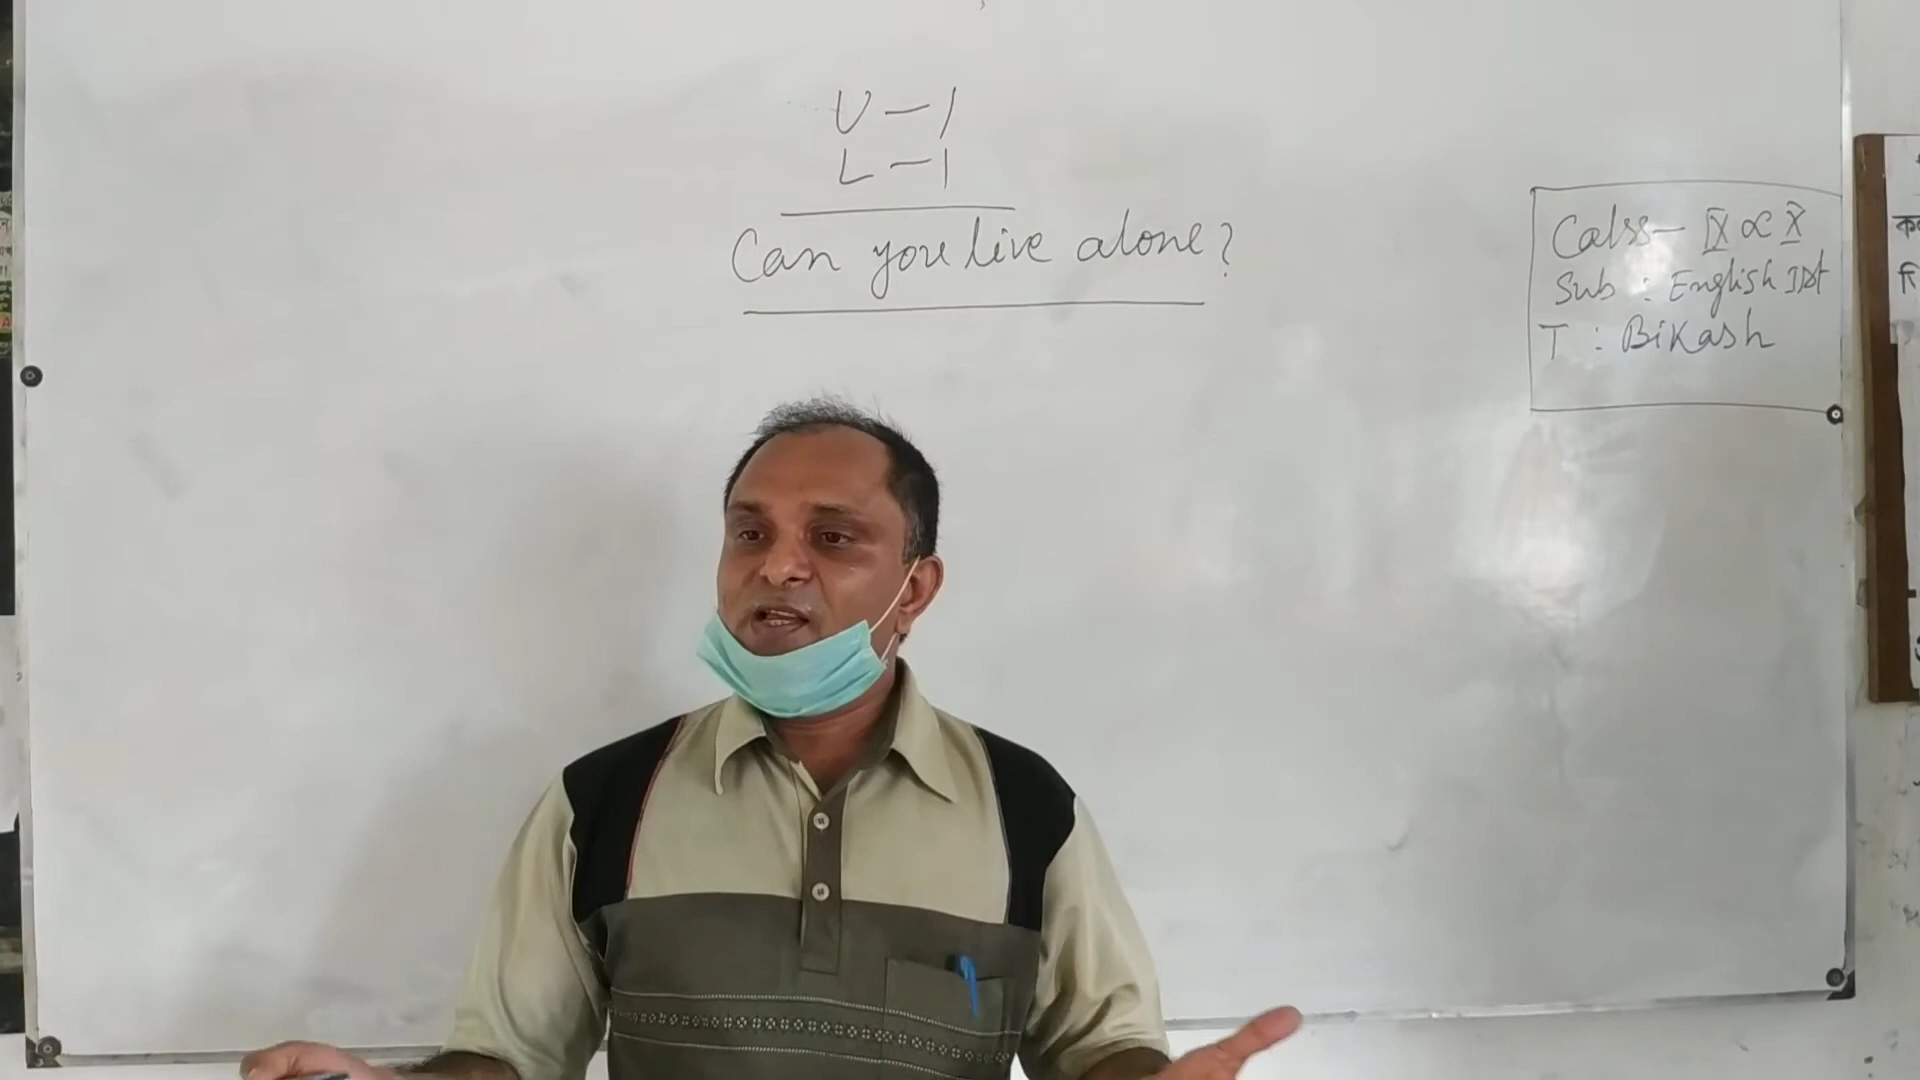 U-1
L-1
Can you live alone?
Calss- IX & X
Sub : English 1st
T : Bikash